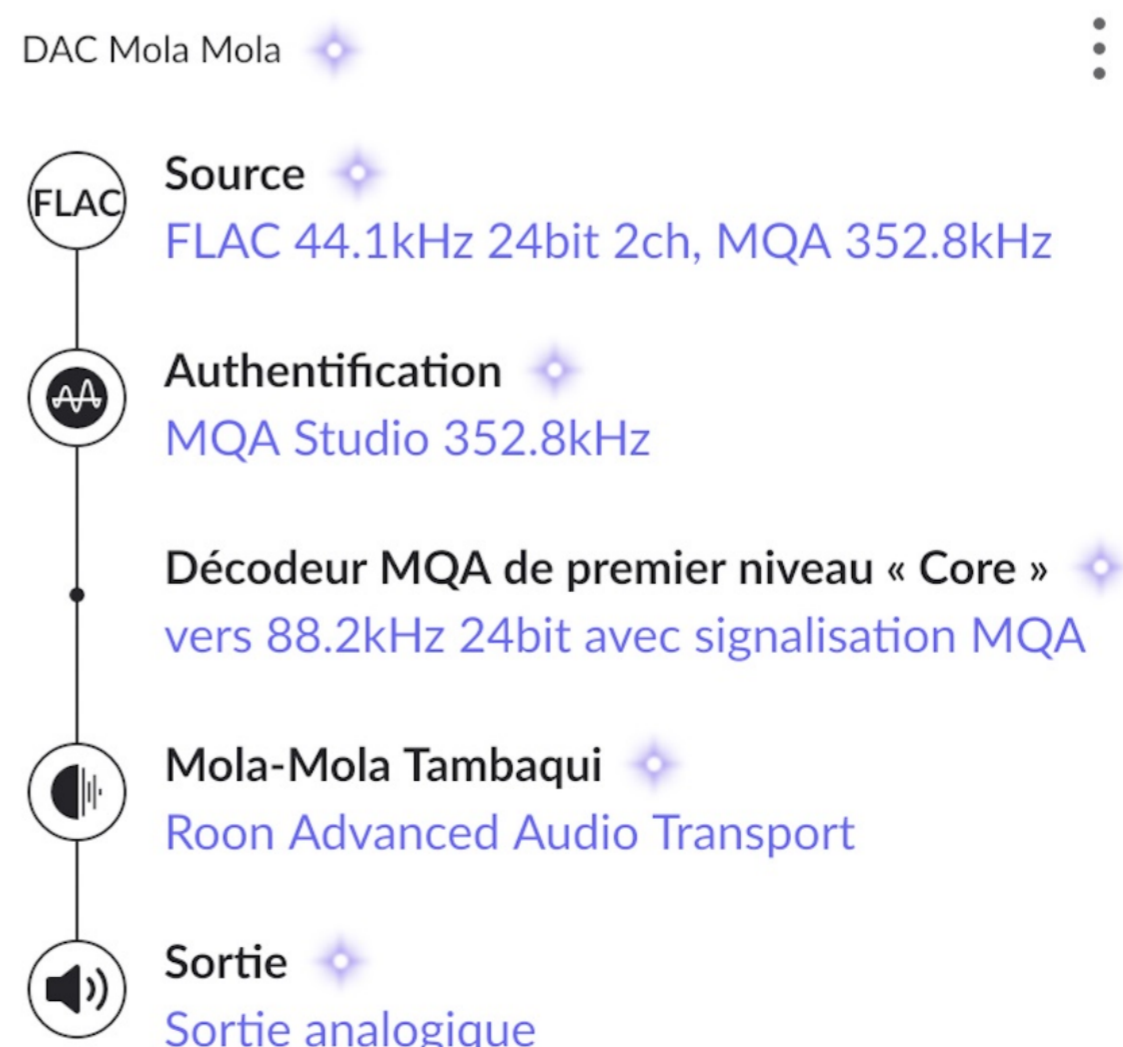 DAC Mola Mola
FLAC
Source
FLAC 44.1kHz 24bit 2ch, MQA 352.8kHz
Authentification
MQA Studio 352.8kHz
Décodeur MQA de premier niveau « Core »
vers 88.2kHz 24bit avec signalisation MQA
Mola-Mola Tambaqui
Roon Advanced Audio Transport
Sortie
Sortie analogique